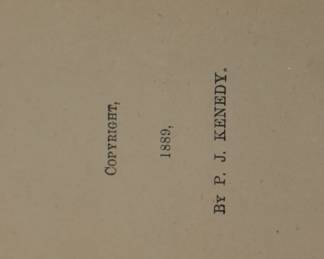 COPYRIGHT,
1889,
BY P. J. KENEDY.